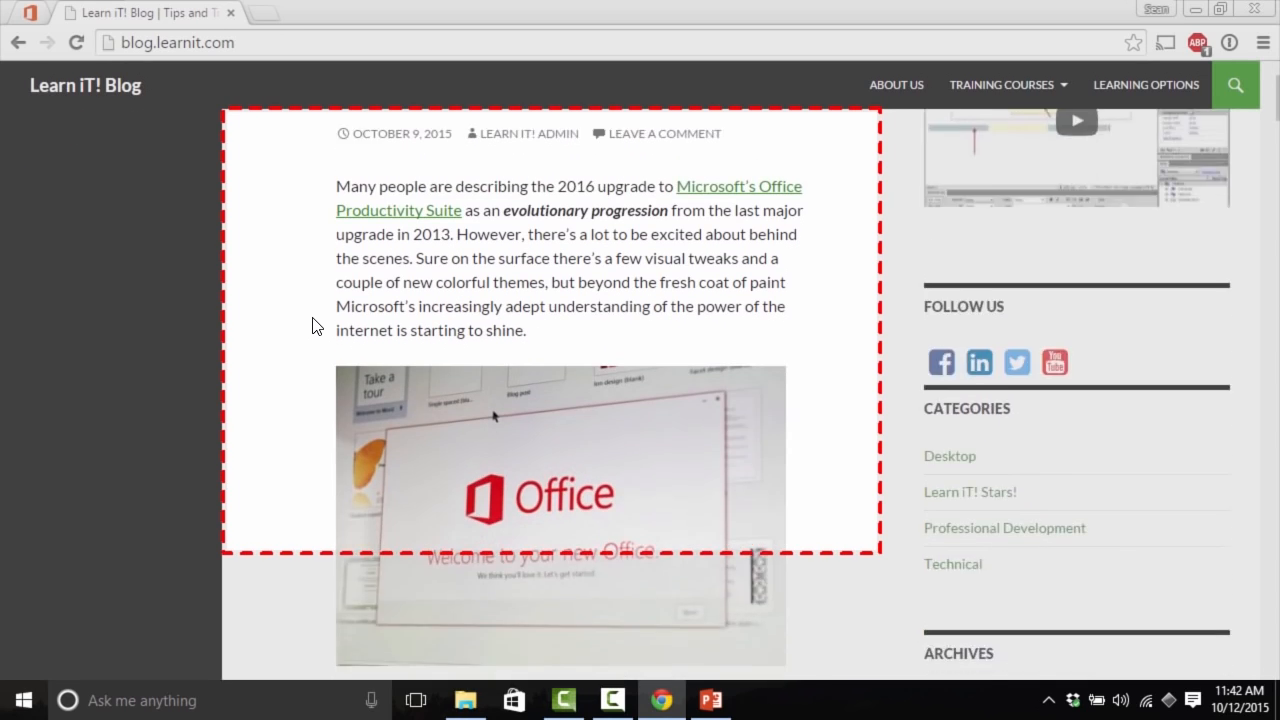 Learn iT! Blog | Tips and T
Sean
blog.learnit.com
ABP
1
Learn iT! Blog
ABOUT US
TRAINING COURSES
LEARNING OPTIONS
OCTOBER 9, 2015
LEARN IT! ADMIN
LEAVE A COMMENT
Many people are describing the 2016 upgrade to Microsoft's Office
Productivity Suite as an evolutionary progression from the last major
upgrade in 2013. However, there's a lot to be excited about behind
the scenes. Sure on the surface there's a few visual tweaks and a
couple of new colorful themes, but beyond the fresh coat of paint
Microsoft's increasingly adept understanding of the power of the
internet is starting to shine.
Take a
tour
Blog post
Office
Welcome to your new Office.
We think you'll love it. Let's get started.
FOLLOW US
You
Tube
CATEGORIES
Desktop
Learn iT! Stars!
Professional Development
Technical
ARCHIVES
Ask me anything
11:42 AM
10/12/2015